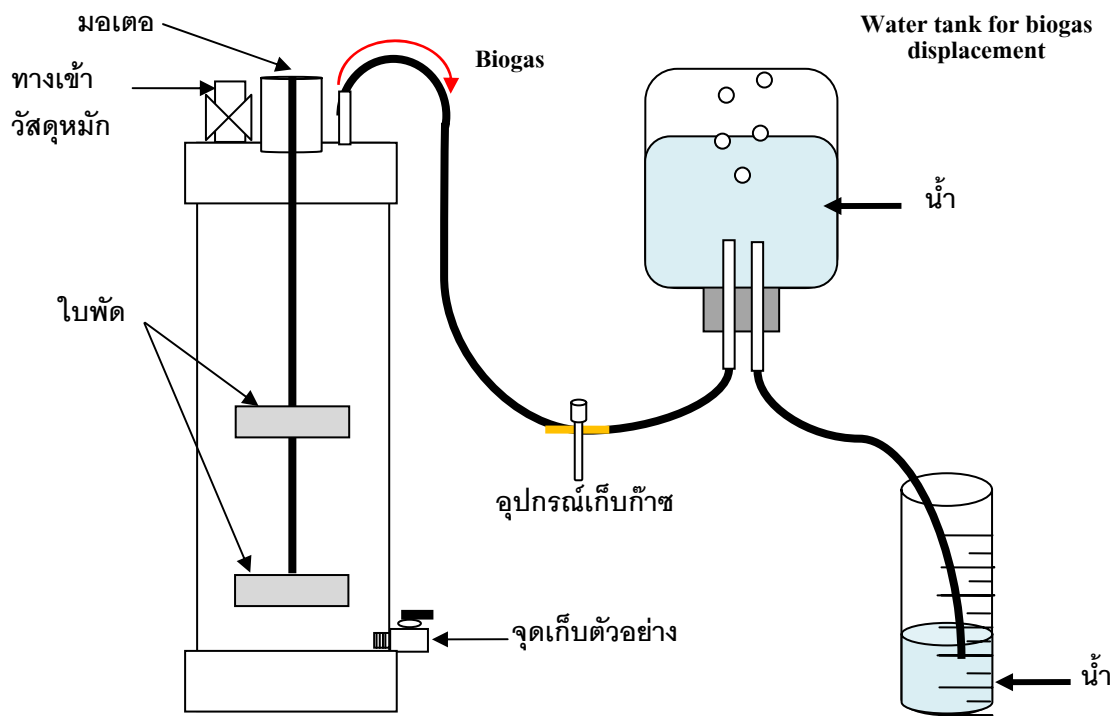 มอเตอ
ทางเข้า
วัสดุหมัก
Biogas
Water tank for biogas
displacement
น้ำ
ใบพัด
อุปกรณ์เก็บก๊าซ
จุดเก็บตัวอย่าง
น้ำ